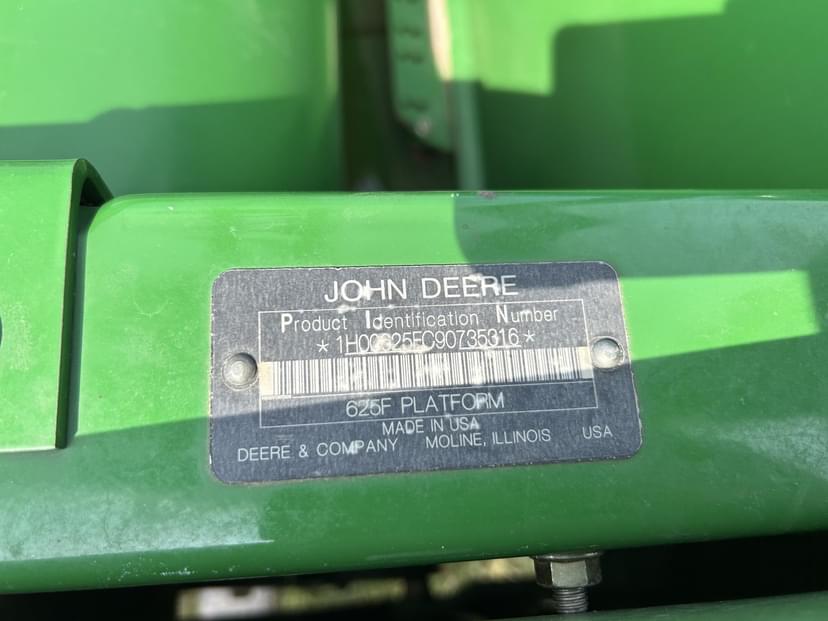 JOHN DEERE
Product Identification Number
*1H00625FC90735316*
625F PLATFORM
MADE IN USA
DEERE & COMPANY MOLINE, ILLINOIS USA